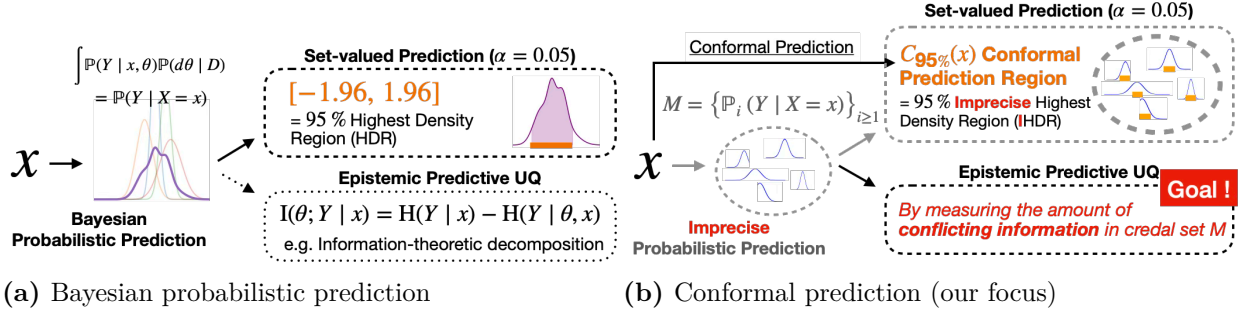 ∫ℙ(Y | x, θ)ℙ(dθ | D)
= ℙ(Y | X = x)
x
Bayesian
Probabilistic Prediction
Set-valued Prediction (α = 0.05)
[−1.96, 1.96]
= 95 % Highest Density
Region (HDR)
Epistemic Predictive UQ
I(θ; Y | x) = H(Y | x) − H(Y | θ, x)
e.g. Information-theoretic decomposition
(a) Bayesian probabilistic prediction
Conformal Prediction
M = {ℙᵢ (Y | X = x)}ᵢ≥₁
x
Imprecise
Probabilistic Prediction
Set-valued Prediction (α = 0.05)
C95%(x) Conformal
Prediction Region
= 95 % Imprecise Highest
Density Region (IHDR)
Epistemic Predictive UQ
Goal !
By measuring the amount of
conflicting information in credal set M
(b) Conformal prediction (our focus)